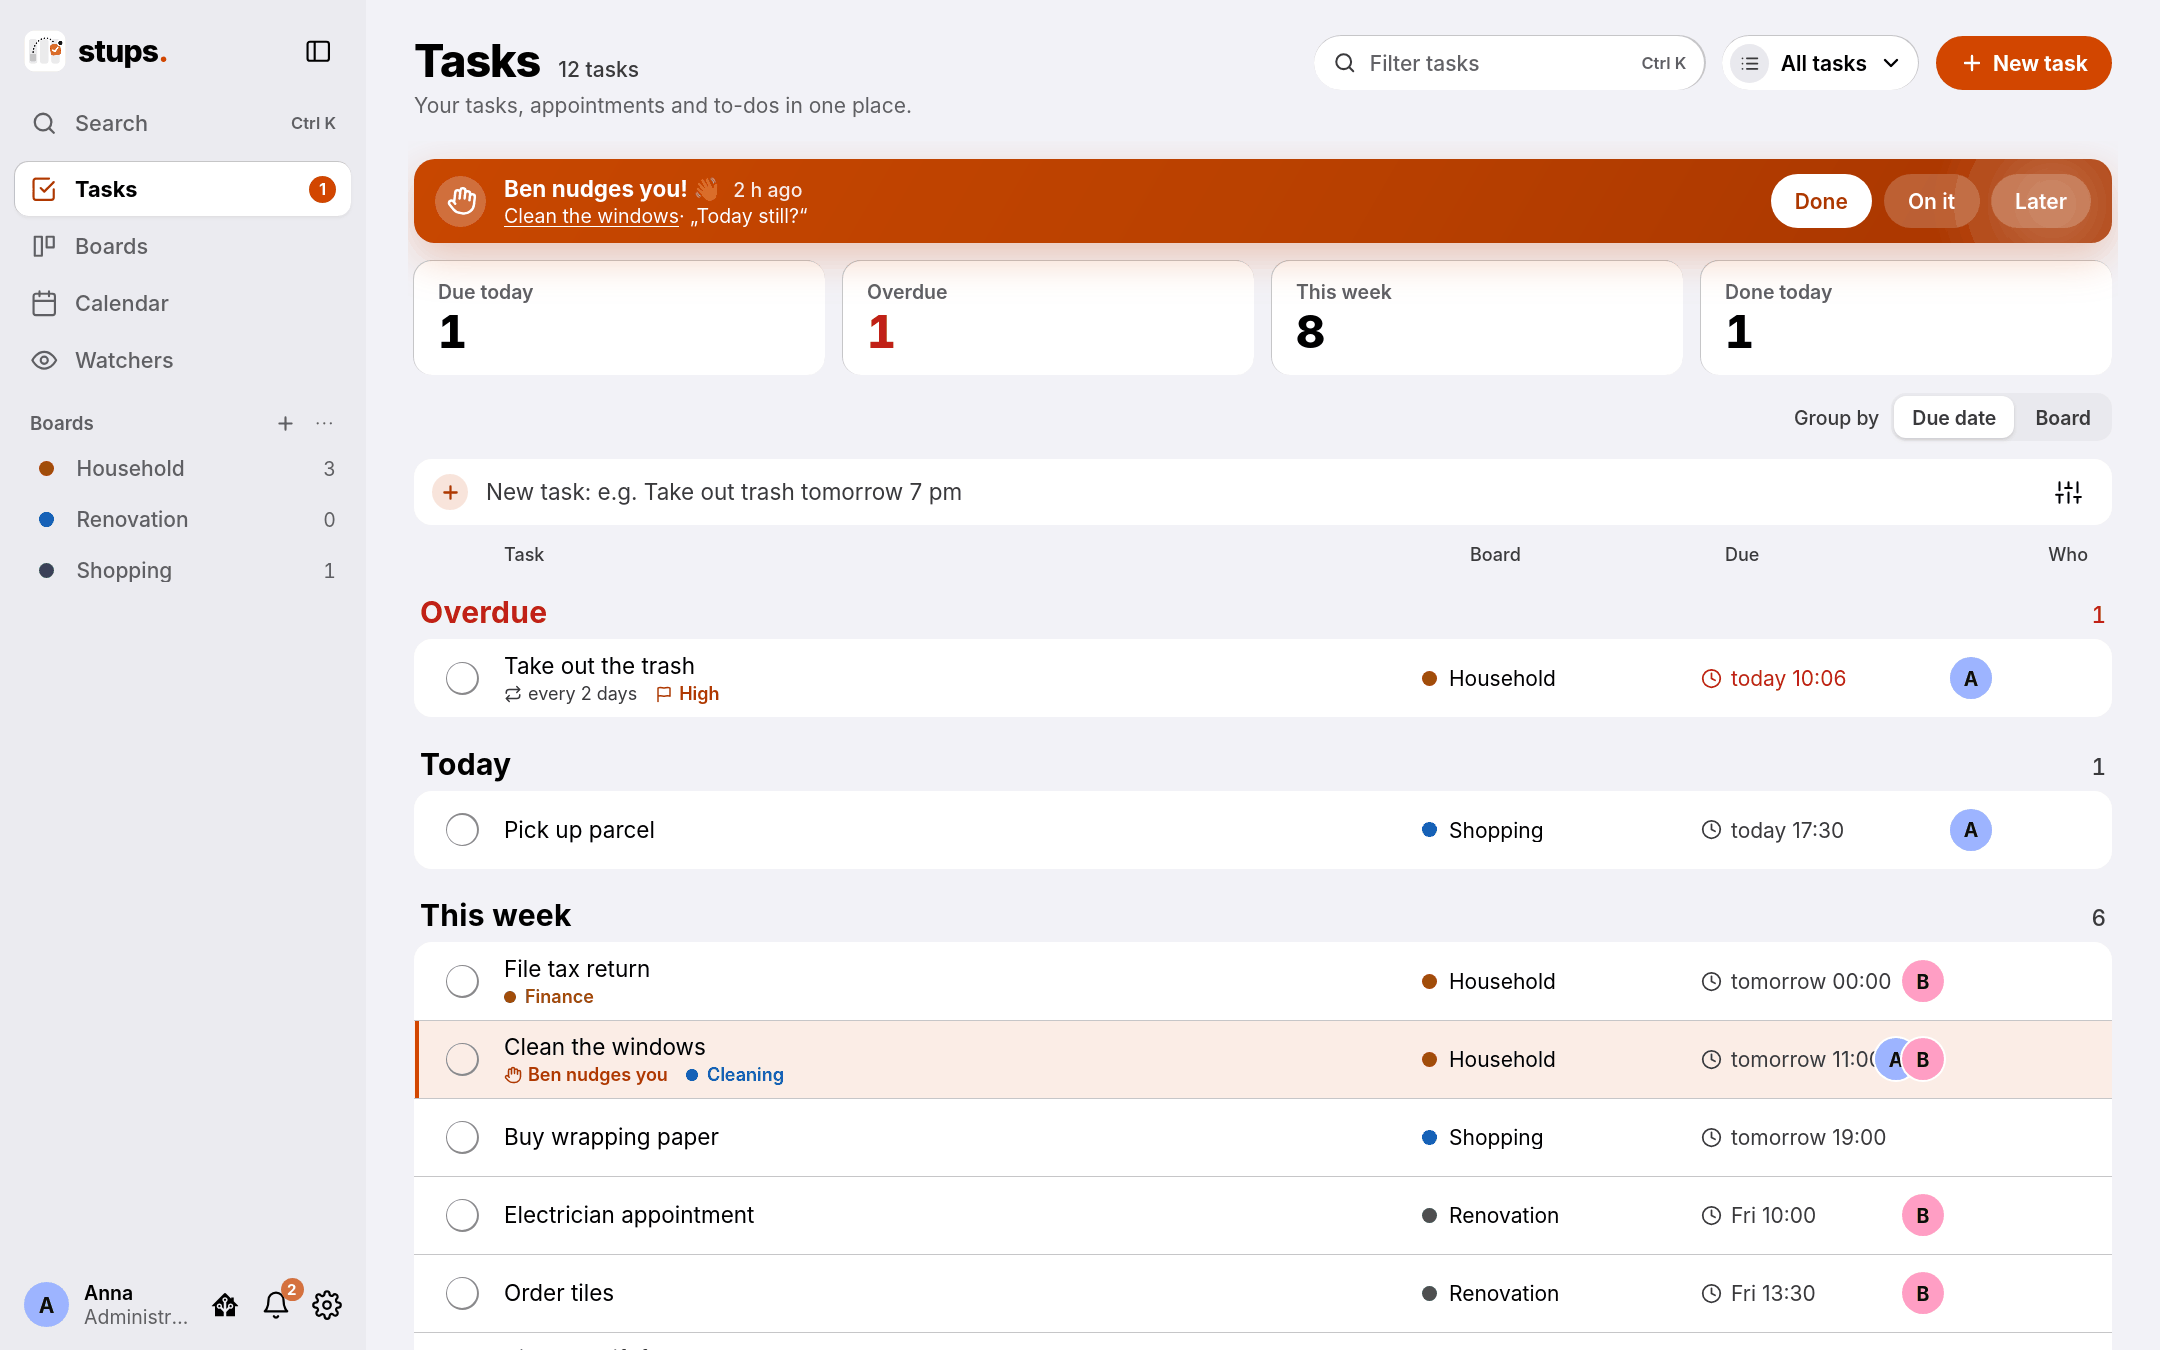 stups.
Search Ctrl K
Tasks 1
Boards
Calendar
Watchers
Boards
Household 3
Renovation 0
Shopping 1
A Anna
Administr...
2
Tasks 12 tasks
Your tasks, appointments and to-dos in one place.
Filter tasks Ctrl K
All tasks
+ New task
Ben nudges you! 👋 2 h ago
Clean the windows· „Today still?“
Done On it Later
Due today
1
Overdue
1
This week
8
Done today
1
Group by Due date Board
New task: e.g. Take out trash tomorrow 7 pm
Task Board Due Who
Overdue 1
Take out the trash Household today 10:06 A
every 2 days High
Today 1
Pick up parcel Shopping today 17:30 A
This week 6
File tax return Household tomorrow 00:00 B
Finance
Clean the windows Household tomorrow 11:00 A B
Ben nudges you Cleaning
Buy wrapping paper Shopping tomorrow 19:00
Electrician appointment Renovation Fri 10:00 B
Order tiles Renovation Fri 13:30 B